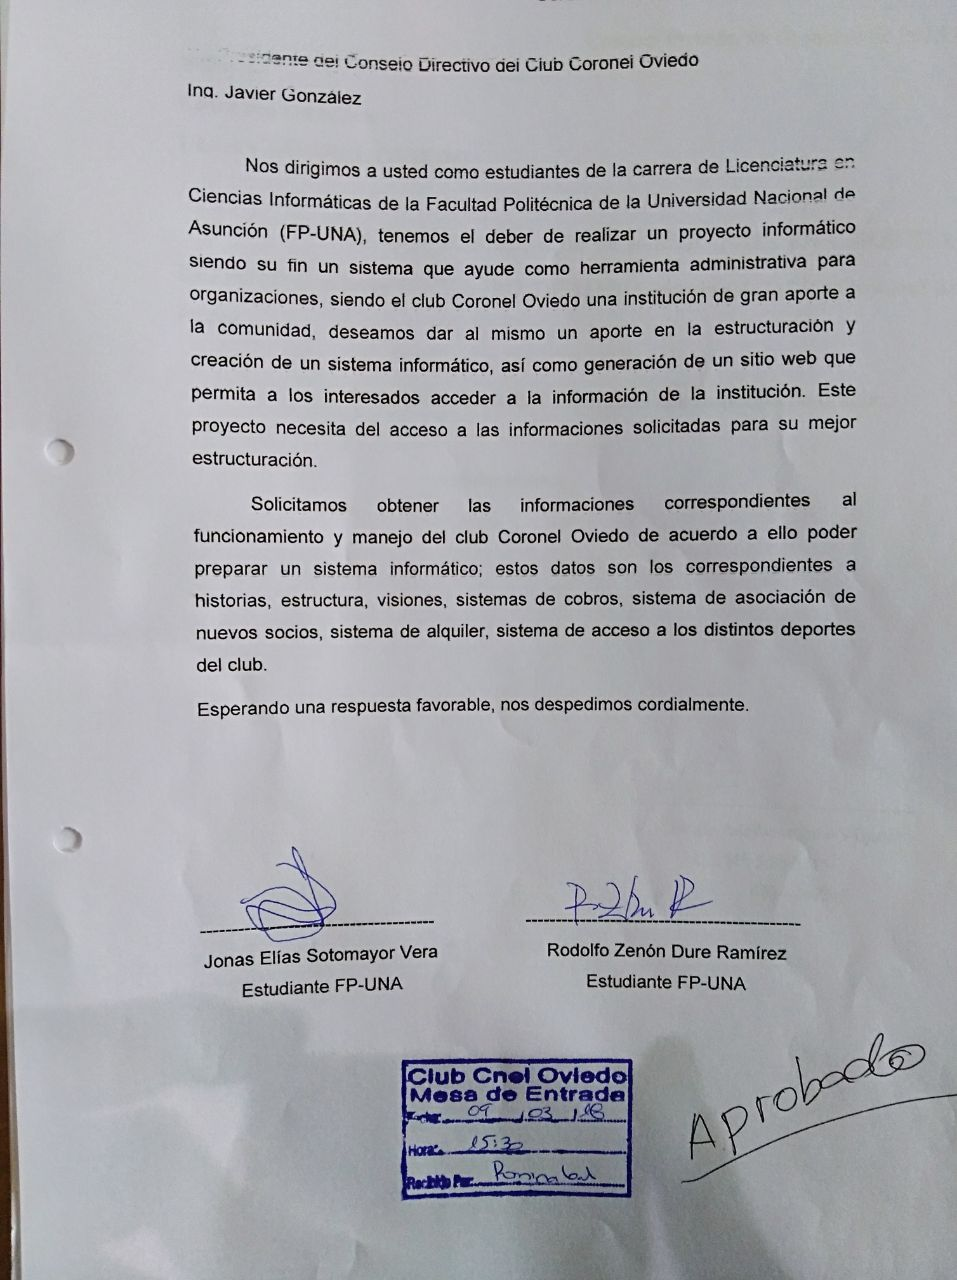 Presidente del Consejo Directivo del Club Coronel Oviedo
Ing. Javier González
Nos dirigimos a usted como estudiantes de la carrera de Licenciatura en
Ciencias Informáticas de la Facultad Politécnica de la Universidad Nacional de
Asunción (FP-UNA), tenemos el deber de realizar un proyecto informático
siendo su fin un sistema que ayude como herramienta administrativa para
organizaciones, siendo el club Coronel Oviedo una institución de gran aporte a
la comunidad, deseamos dar al mismo un aporte en la estructuración y
creación de un sistema informático, así como generación de un sitio web que
permita a los interesados acceder a la información de la institución. Este
proyecto necesita del acceso a las informaciones solicitadas para su mejor
estructuración.
Solicitamos obtener las informaciones correspondientes al
funcionamiento y manejo del club Coronel Oviedo de acuerdo a ello poder
preparar un sistema informático; estos datos son los correspondientes a
historias, estructura, visiones, sistemas de cobros, sistema de asociación de
nuevos socios, sistema de alquiler, sistema de acceso a los distintos deportes
del club.
Esperando una respuesta favorable, nos despedimos cordialmente.
Jonas Elías Sotomayor Vera
Estudiante FP-UNA
Rodolfo Zenón Dure Ramírez
Estudiante FP-UNA
Club Cnel Oviedo
Mesa de Entrada
Fecha: 09 / 03 / 18
Hora: 15:30
Recibido Por:
Aprobado